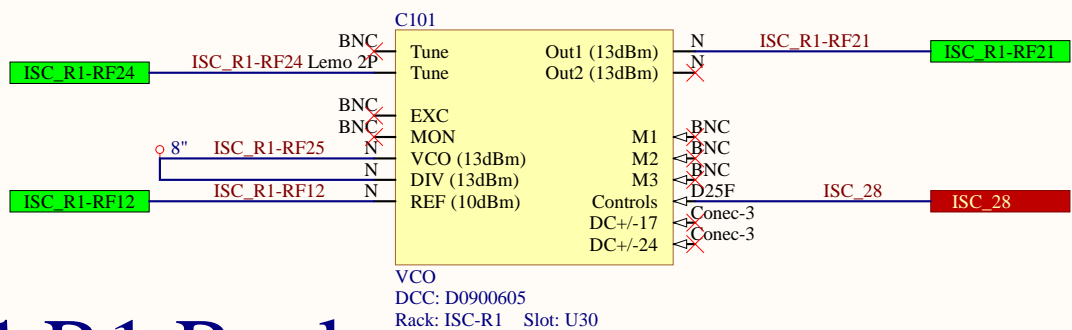 C101
BNC Tune Out1 (13dBm) N ISC_R1-RF21 ISC_R1-RF21
ISC_R1-RF24 ISC_R1-RF24 Lemo 2P Tune Out2 (13dBm) N
BNC EXC
BNC MON M1 BNC
8" ISC_R1-RF25 N VCO (13dBm) M2 BNC
N DIV (13dBm) M3 BNC
ISC_R1-RF12 ISC_R1-RF12 N REF (10dBm) Controls D25F ISC_28 ISC_28
DC+/-17 Conec-3
DC+/-24 Conec-3
VCO
DCC: D0900605
Rack: ISC-R1 Slot: U30